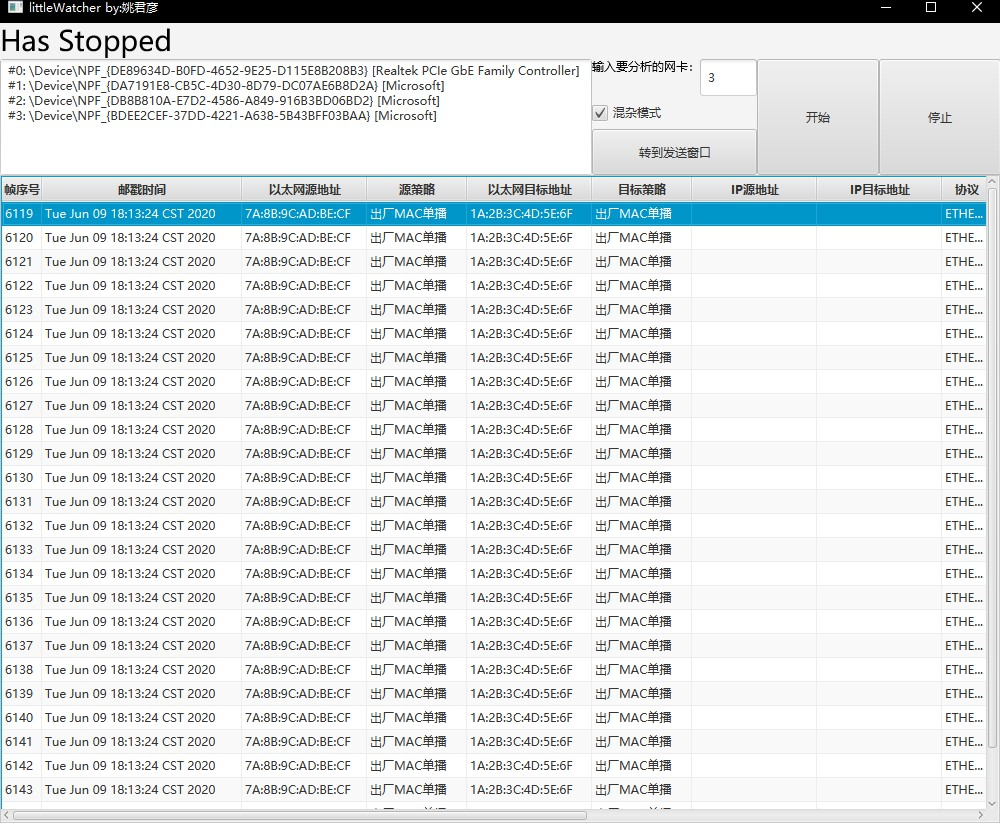 littleWatcher by:姚君彦
Has Stopped
#0: \Device\NPF_{DE89634D-B0FD-4652-9E25-D115E8B208B3} [Realtek PCIe GbE Family Controller]
#1: \Device\NPF_{DA7191E8-CB5C-4D30-8D79-DC07AE6B8D2A} [Microsoft]
#2: \Device\NPF_{DB8B810A-E7D2-4586-A849-916B3BD06BD2} [Microsoft]
#3: \Device\NPF_{BDEE2CEF-37DD-4221-A638-5B43BFF03BAA} [Microsoft]
输入要分析的网卡： 3
混杂模式
转到发送窗口
开始
停止
帧序号 邮戳时间 以太网源地址 源策略 以太网目标地址 目标策略 IP源地址 IP目标地址 协议
6119 Tue Jun 09 18:13:24 CST 2020 7A:8B:9C:AD:BE:CF 出厂MAC单播 1A:2B:3C:4D:5E:6F 出厂MAC单播 ETHE...
6120 Tue Jun 09 18:13:24 CST 2020 7A:8B:9C:AD:BE:CF 出厂MAC单播 1A:2B:3C:4D:5E:6F 出厂MAC单播 ETHE...
6121 Tue Jun 09 18:13:24 CST 2020 7A:8B:9C:AD:BE:CF 出厂MAC单播 1A:2B:3C:4D:5E:6F 出厂MAC单播 ETHE...
6122 Tue Jun 09 18:13:24 CST 2020 7A:8B:9C:AD:BE:CF 出厂MAC单播 1A:2B:3C:4D:5E:6F 出厂MAC单播 ETHE...
6123 Tue Jun 09 18:13:24 CST 2020 7A:8B:9C:AD:BE:CF 出厂MAC单播 1A:2B:3C:4D:5E:6F 出厂MAC单播 ETHE...
6124 Tue Jun 09 18:13:24 CST 2020 7A:8B:9C:AD:BE:CF 出厂MAC单播 1A:2B:3C:4D:5E:6F 出厂MAC单播 ETHE...
6125 Tue Jun 09 18:13:24 CST 2020 7A:8B:9C:AD:BE:CF 出厂MAC单播 1A:2B:3C:4D:5E:6F 出厂MAC单播 ETHE...
6126 Tue Jun 09 18:13:24 CST 2020 7A:8B:9C:AD:BE:CF 出厂MAC单播 1A:2B:3C:4D:5E:6F 出厂MAC单播 ETHE...
6127 Tue Jun 09 18:13:24 CST 2020 7A:8B:9C:AD:BE:CF 出厂MAC单播 1A:2B:3C:4D:5E:6F 出厂MAC单播 ETHE...
6128 Tue Jun 09 18:13:24 CST 2020 7A:8B:9C:AD:BE:CF 出厂MAC单播 1A:2B:3C:4D:5E:6F 出厂MAC单播 ETHE...
6129 Tue Jun 09 18:13:24 CST 2020 7A:8B:9C:AD:BE:CF 出厂MAC单播 1A:2B:3C:4D:5E:6F 出厂MAC单播 ETHE...
6130 Tue Jun 09 18:13:24 CST 2020 7A:8B:9C:AD:BE:CF 出厂MAC单播 1A:2B:3C:4D:5E:6F 出厂MAC单播 ETHE...
6131 Tue Jun 09 18:13:24 CST 2020 7A:8B:9C:AD:BE:CF 出厂MAC单播 1A:2B:3C:4D:5E:6F 出厂MAC单播 ETHE...
6132 Tue Jun 09 18:13:24 CST 2020 7A:8B:9C:AD:BE:CF 出厂MAC单播 1A:2B:3C:4D:5E:6F 出厂MAC单播 ETHE...
6133 Tue Jun 09 18:13:24 CST 2020 7A:8B:9C:AD:BE:CF 出厂MAC单播 1A:2B:3C:4D:5E:6F 出厂MAC单播 ETHE...
6134 Tue Jun 09 18:13:24 CST 2020 7A:8B:9C:AD:BE:CF 出厂MAC单播 1A:2B:3C:4D:5E:6F 出厂MAC单播 ETHE...
6135 Tue Jun 09 18:13:24 CST 2020 7A:8B:9C:AD:BE:CF 出厂MAC单播 1A:2B:3C:4D:5E:6F 出厂MAC单播 ETHE...
6136 Tue Jun 09 18:13:24 CST 2020 7A:8B:9C:AD:BE:CF 出厂MAC单播 1A:2B:3C:4D:5E:6F 出厂MAC单播 ETHE...
6137 Tue Jun 09 18:13:24 CST 2020 7A:8B:9C:AD:BE:CF 出厂MAC单播 1A:2B:3C:4D:5E:6F 出厂MAC单播 ETHE...
6138 Tue Jun 09 18:13:24 CST 2020 7A:8B:9C:AD:BE:CF 出厂MAC单播 1A:2B:3C:4D:5E:6F 出厂MAC单播 ETHE...
6139 Tue Jun 09 18:13:24 CST 2020 7A:8B:9C:AD:BE:CF 出厂MAC单播 1A:2B:3C:4D:5E:6F 出厂MAC单播 ETHE...
6140 Tue Jun 09 18:13:24 CST 2020 7A:8B:9C:AD:BE:CF 出厂MAC单播 1A:2B:3C:4D:5E:6F 出厂MAC单播 ETHE...
6141 Tue Jun 09 18:13:24 CST 2020 7A:8B:9C:AD:BE:CF 出厂MAC单播 1A:2B:3C:4D:5E:6F 出厂MAC单播 ETHE...
6142 Tue Jun 09 18:13:24 CST 2020 7A:8B:9C:AD:BE:CF 出厂MAC单播 1A:2B:3C:4D:5E:6F 出厂MAC单播 ETHE...
6143 Tue Jun 09 18:13:24 CST 2020 7A:8B:9C:AD:BE:CF 出厂MAC单播 1A:2B:3C:4D:5E:6F 出厂MAC单播 ETHE...